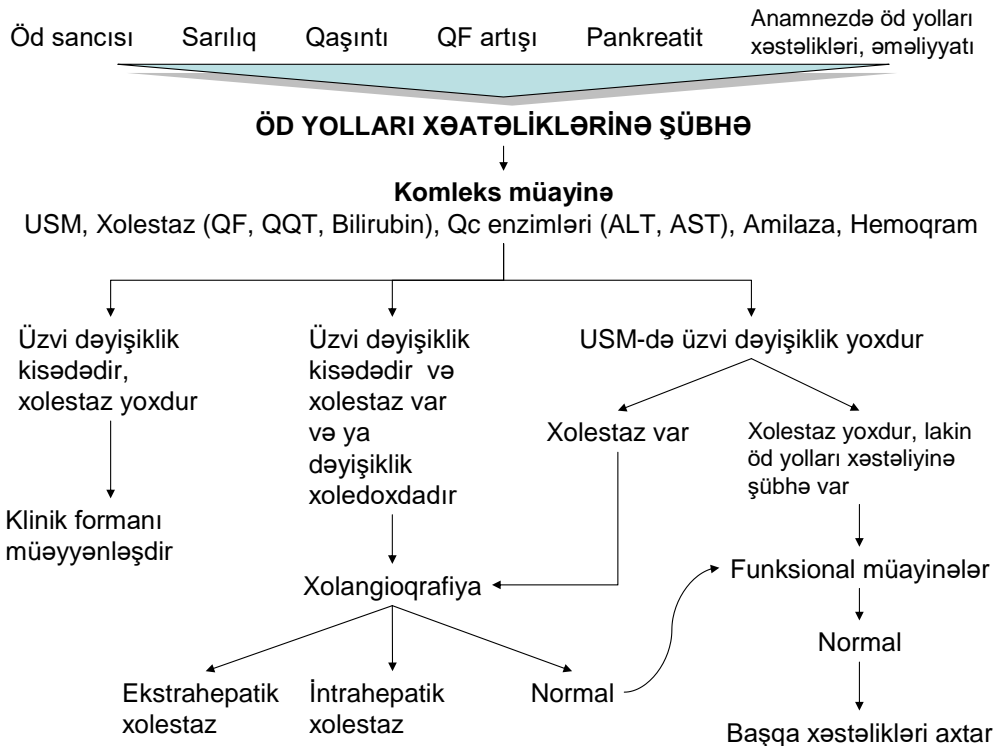 Öd sancısı
Sarılıq
Qaşıntı
QF artışı
Pankreatit
Anamnezdə öd yolları
xəstəlikləri, əməliyyatı
ÖD YOLLARI XƏATƏLİKLƏRİNƏ ŞÜBHƏ
Komleks müayinə
USM, Xolestaz (QF, QQT, Bilirubin), Qc enzimləri (ALT, AST), Amilaza, Hemoqram
Üzvi dəyişiklik
kisədədir,
xolestaz yoxdur
Üzvi dəyişiklik
kisədədir və
xolestaz var
və ya
dəyişiklik
xoledoxdadır
USM-də üzvi dəyişiklik yoxdur
Xolestaz var
Xolestaz yoxdur, lakin
öd yolları xəstəliyinə
şübhə var
Klinik formanı
müəyyənləşdir
Xolangioqrafiya
Funksional müayinələr
Normal
Ekstrahepatik
xolestaz
İntrahepatik
xolestaz
Normal
Başqa xəstəlikləri axtar